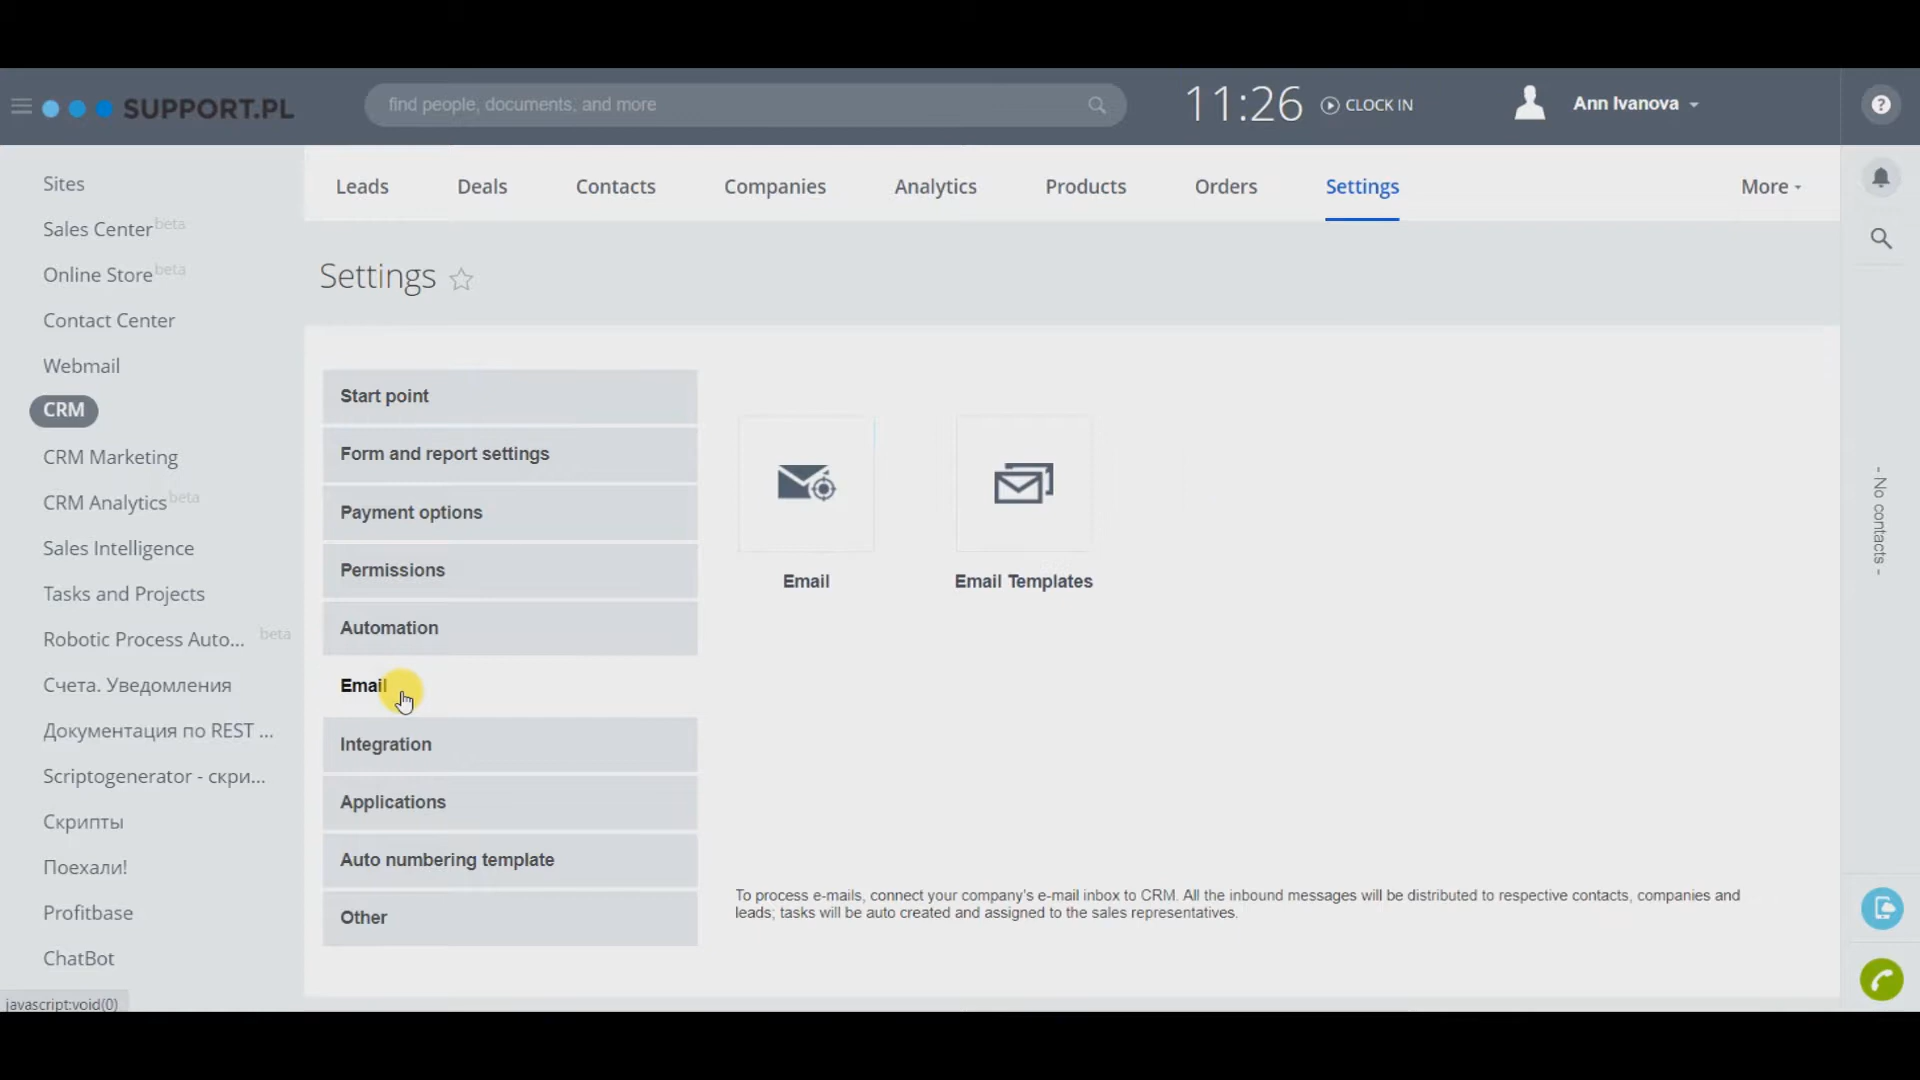 SUPPORT.PL
find people, documents, and more
11:26
CLOCK IN
Ann Ivanova
?
Sites
Sales Center beta
Online Store beta
Contact Center
Webmail
CRM
CRM Marketing
CRM Analytics beta
Sales Intelligence
Tasks and Projects
Robotic Process Auto... beta
Счета. Уведомления
Документация по REST ...
Scriptogenerator - скри...
Скрипты
Поехали!
Profitbase
ChatBot
javascript:void(0)
Leads
Deals
Contacts
Companies
Analytics
Products
Orders
Settings
More
Settings
Start point
Form and report settings
Payment options
Permissions
Automation
Email
Integration
Applications
Auto numbering template
Other
Email
Email Templates
To process e-mails, connect your company's e-mail inbox to CRM. All the inbound messages will be distributed to respective contacts, companies and
leads; tasks will be auto created and assigned to the sales representatives.
- No contacts -